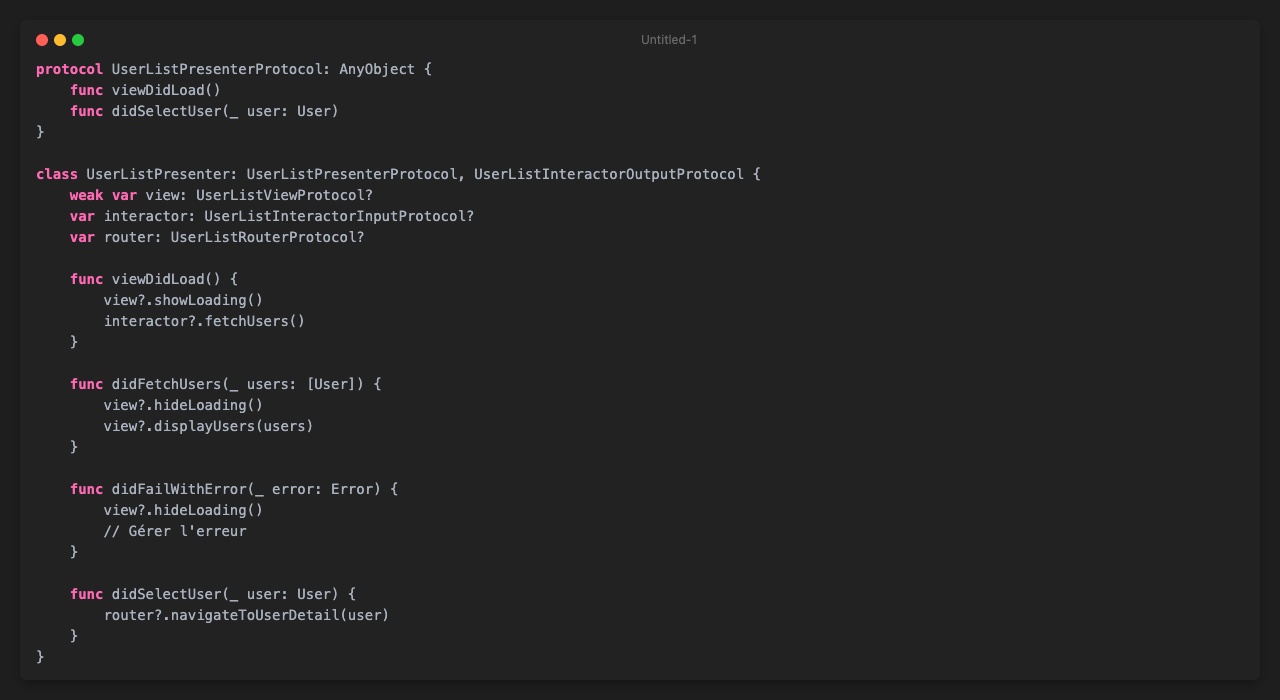 Untitled-1
protocol UserListPresenterProtocol: AnyObject {
    func viewDidLoad()
    func didSelectUser(_ user: User)
}

class UserListPresenter: UserListPresenterProtocol, UserListInteractorOutputProtocol {
    weak var view: UserListViewProtocol?
    var interactor: UserListInteractorInputProtocol?
    var router: UserListRouterProtocol?

    func viewDidLoad() {
        view?.showLoading()
        interactor?.fetchUsers()
    }

    func didFetchUsers(_ users: [User]) {
        view?.hideLoading()
        view?.displayUsers(users)
    }

    func didFailWithError(_ error: Error) {
        view?.hideLoading()
        // Gérer l'erreur
    }

    func didSelectUser(_ user: User) {
        router?.navigateToUserDetail(user)
    }
}